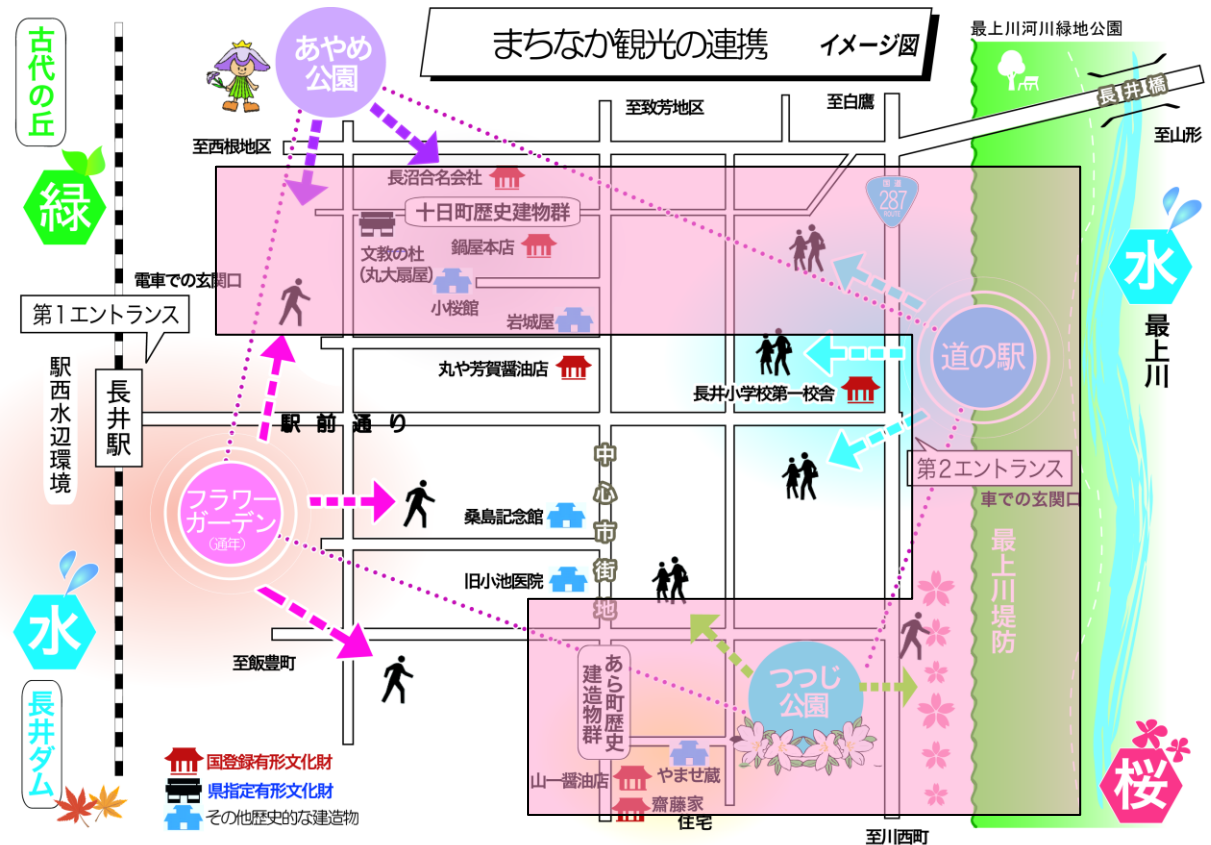 まちなか観光の連携 イメージ図
古代の丘
緑
あやめ
公園
最上川河川緑地公園
長井橋
至山形
至西根地区
至致芳地区
至白鷹
長沼合名会社
十日町歴史建物群
国道
287
ROUTE
文教の杜
(丸大扇屋)
鍋屋本店
小桜館
岩城屋
電車での玄関口
第1エントランス
水
最上川
道の駅
丸や芳賀醤油店
長井小学校第一校舎
駅西水辺環境
長井駅
駅前通り
第2エントランス
車での玄関口
フラワー
ガーデン
(通年)
中心市街地
桑島記念館
旧小池医院
最上川堤防
水
長井ダム
至飯豊町
あら町歴史
建造物群
つつじ
公園
山一醤油店
やませ蔵
齋藤家
住宅
至川西町
桜
国登録有形文化財
県指定有形文化財
その他歴史的な建造物